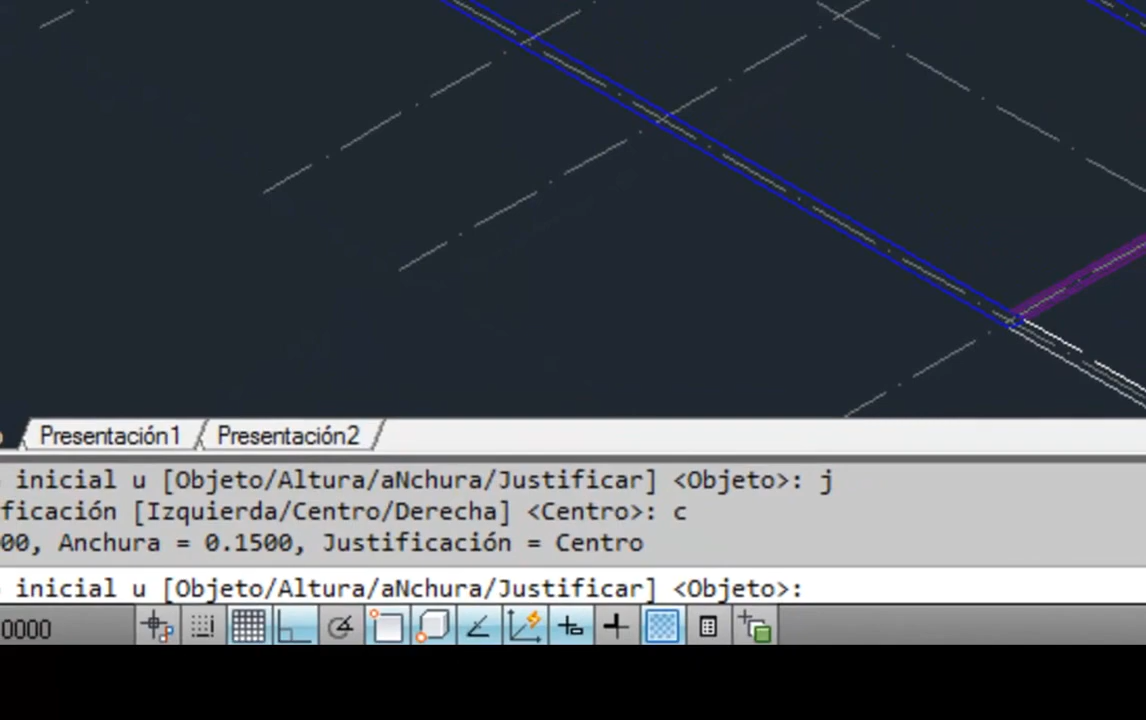 Presentación1 Presentación2
inicial u [Objeto/Altura/aNchura/Justificar] <Objeto>: j
ficación [Izquierda/Centro/Derecha] <Centro>: c
00, Anchura = 0.1500, Justificación = Centro
inicial u [Objeto/Altura/aNchura/Justificar] <Objeto>:
0000